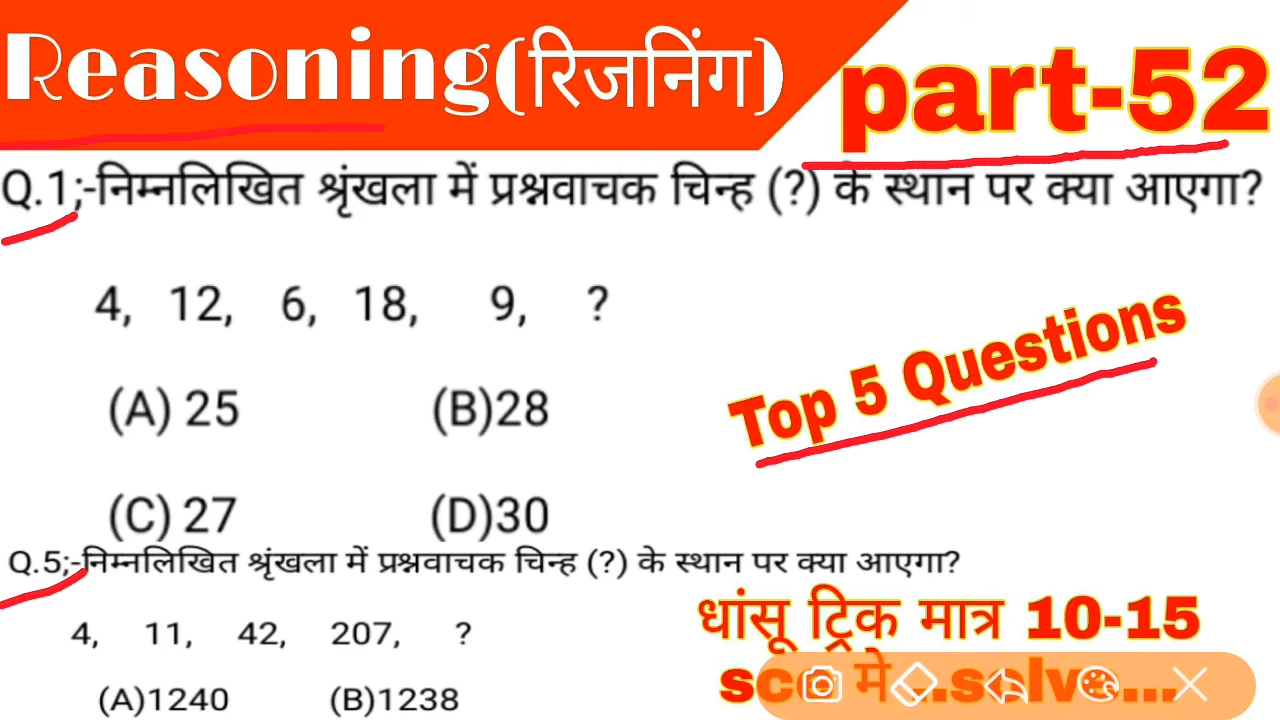 Reasoning(रिजनिंग)
part-52
Q.1;-निम्नलिखित श्रृंखला में प्रश्नवाचक चिन्ह (?) के स्थान पर क्या आएगा?
4, 12, 6, 18, 9, ?
(A) 25 (B)28
Top 5 Questions
(C) 27 (D)30
Q.5;-निम्नलिखित श्रृंखला में प्रश्नवाचक चिन्ह (?) के स्थान पर क्या आएगा?
4, 11, 42, 207, ?
(A)1240 (B)1238
धांसू ट्रिक मात्र 10-15
मे ...solve...